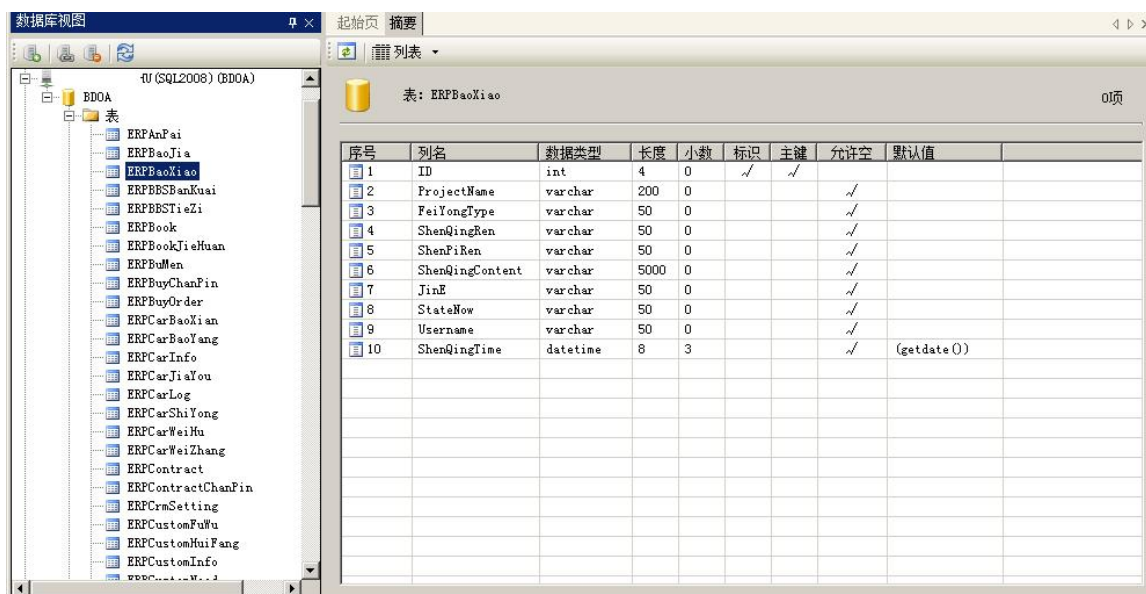 数据库视图
起始页 摘要
列表
(SQL2008)(BDOA)
BDOA
表
ERPAnPai
ERPBaoJia
ERPBaoXiao
ERPBBSBanKuai
ERPBBSTieZi
ERPBook
ERPBookJieHuan
ERPBuMen
ERPBuyChanPin
ERPBuyOrder
ERPCarBaoXian
ERPCarBaoYang
ERPCarInfo
ERPCarJiaYou
ERPCarLog
ERPCarShiYong
ERPCarWeiHu
ERPCarWeiZhang
ERPContract
ERPContractChanPin
ERPCrmSetting
ERPCustomFuWu
ERPCustomHuiFang
ERPCustomInfo
表: ERPBaoXiao 0项
序号 列名 数据类型 长度 小数 标识 主键 允许空 默认值
1 ID int 4 0 √ √
2 ProjectName varchar 200 0 √
3 FeiYongType varchar 50 0 √
4 ShenQingRen varchar 50 0 √
5 ShenPiRen varchar 50 0 √
6 ShenQingContent varchar 5000 0 √
7 JinE varchar 50 0 √
8 StateNow varchar 50 0 √
9 Username varchar 50 0 √
10 ShenQingTime datetime 8 3 √ (getdate())